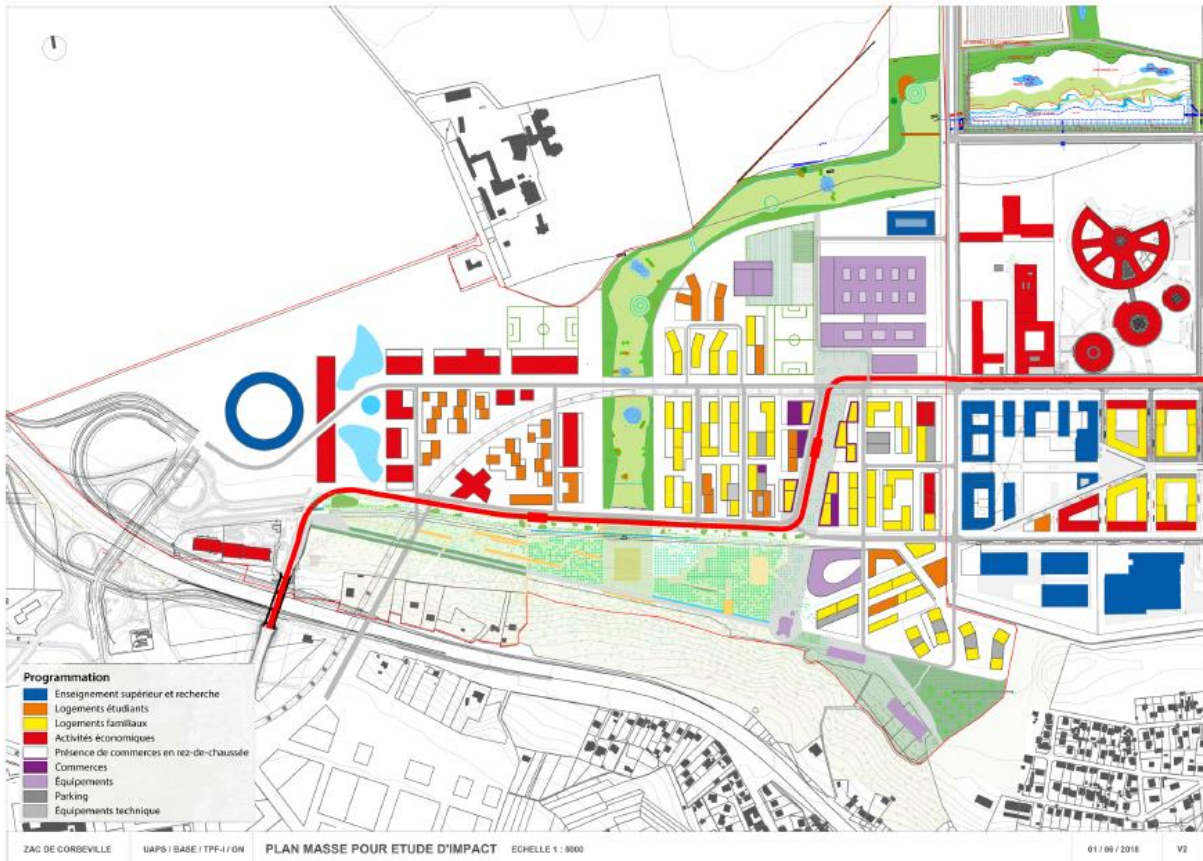 Programmation
Enseignement supérieur et recherche
Logements étudiants
Logements familiaux
Activités économiques
Présence de commerces en rez-de-chaussée
Commerces
Équipements
Parking
Équipements technique
ZAC DE CORBEVILLE
UAPS / BASE / TPF-I / ON
PLAN MASSE POUR ETUDE D'IMPACT
ECHELLE 1 : 5000
01 / 06 / 2018
V2